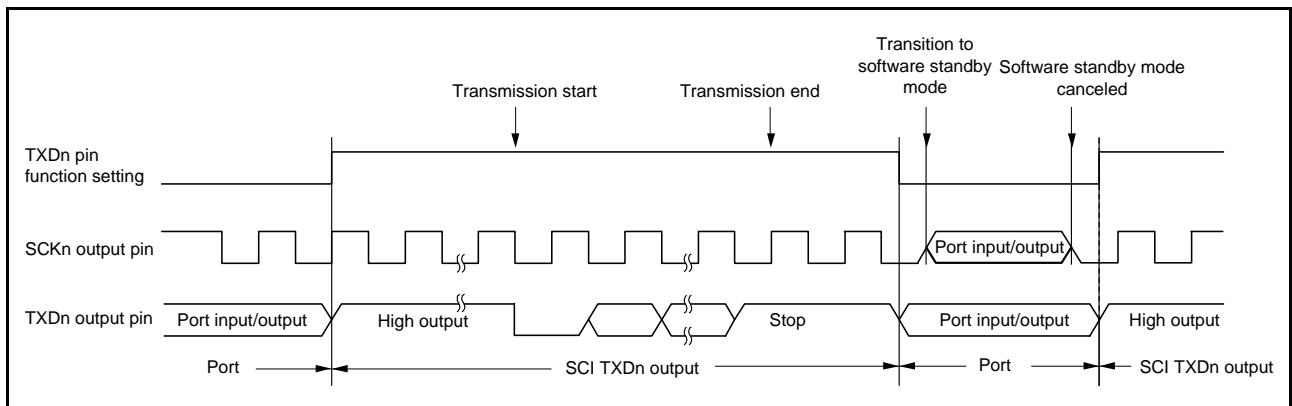 Transition to
software standby
mode
Software standby mode
canceled
Transmission start
Transmission end
TXDn pin
function setting
SCKn output pin
Port input/output
TXDn output pin
Port input/output
High output
Stop
Port input/output
High output
Port
SCI TXDn output
Port
SCI TXDn output